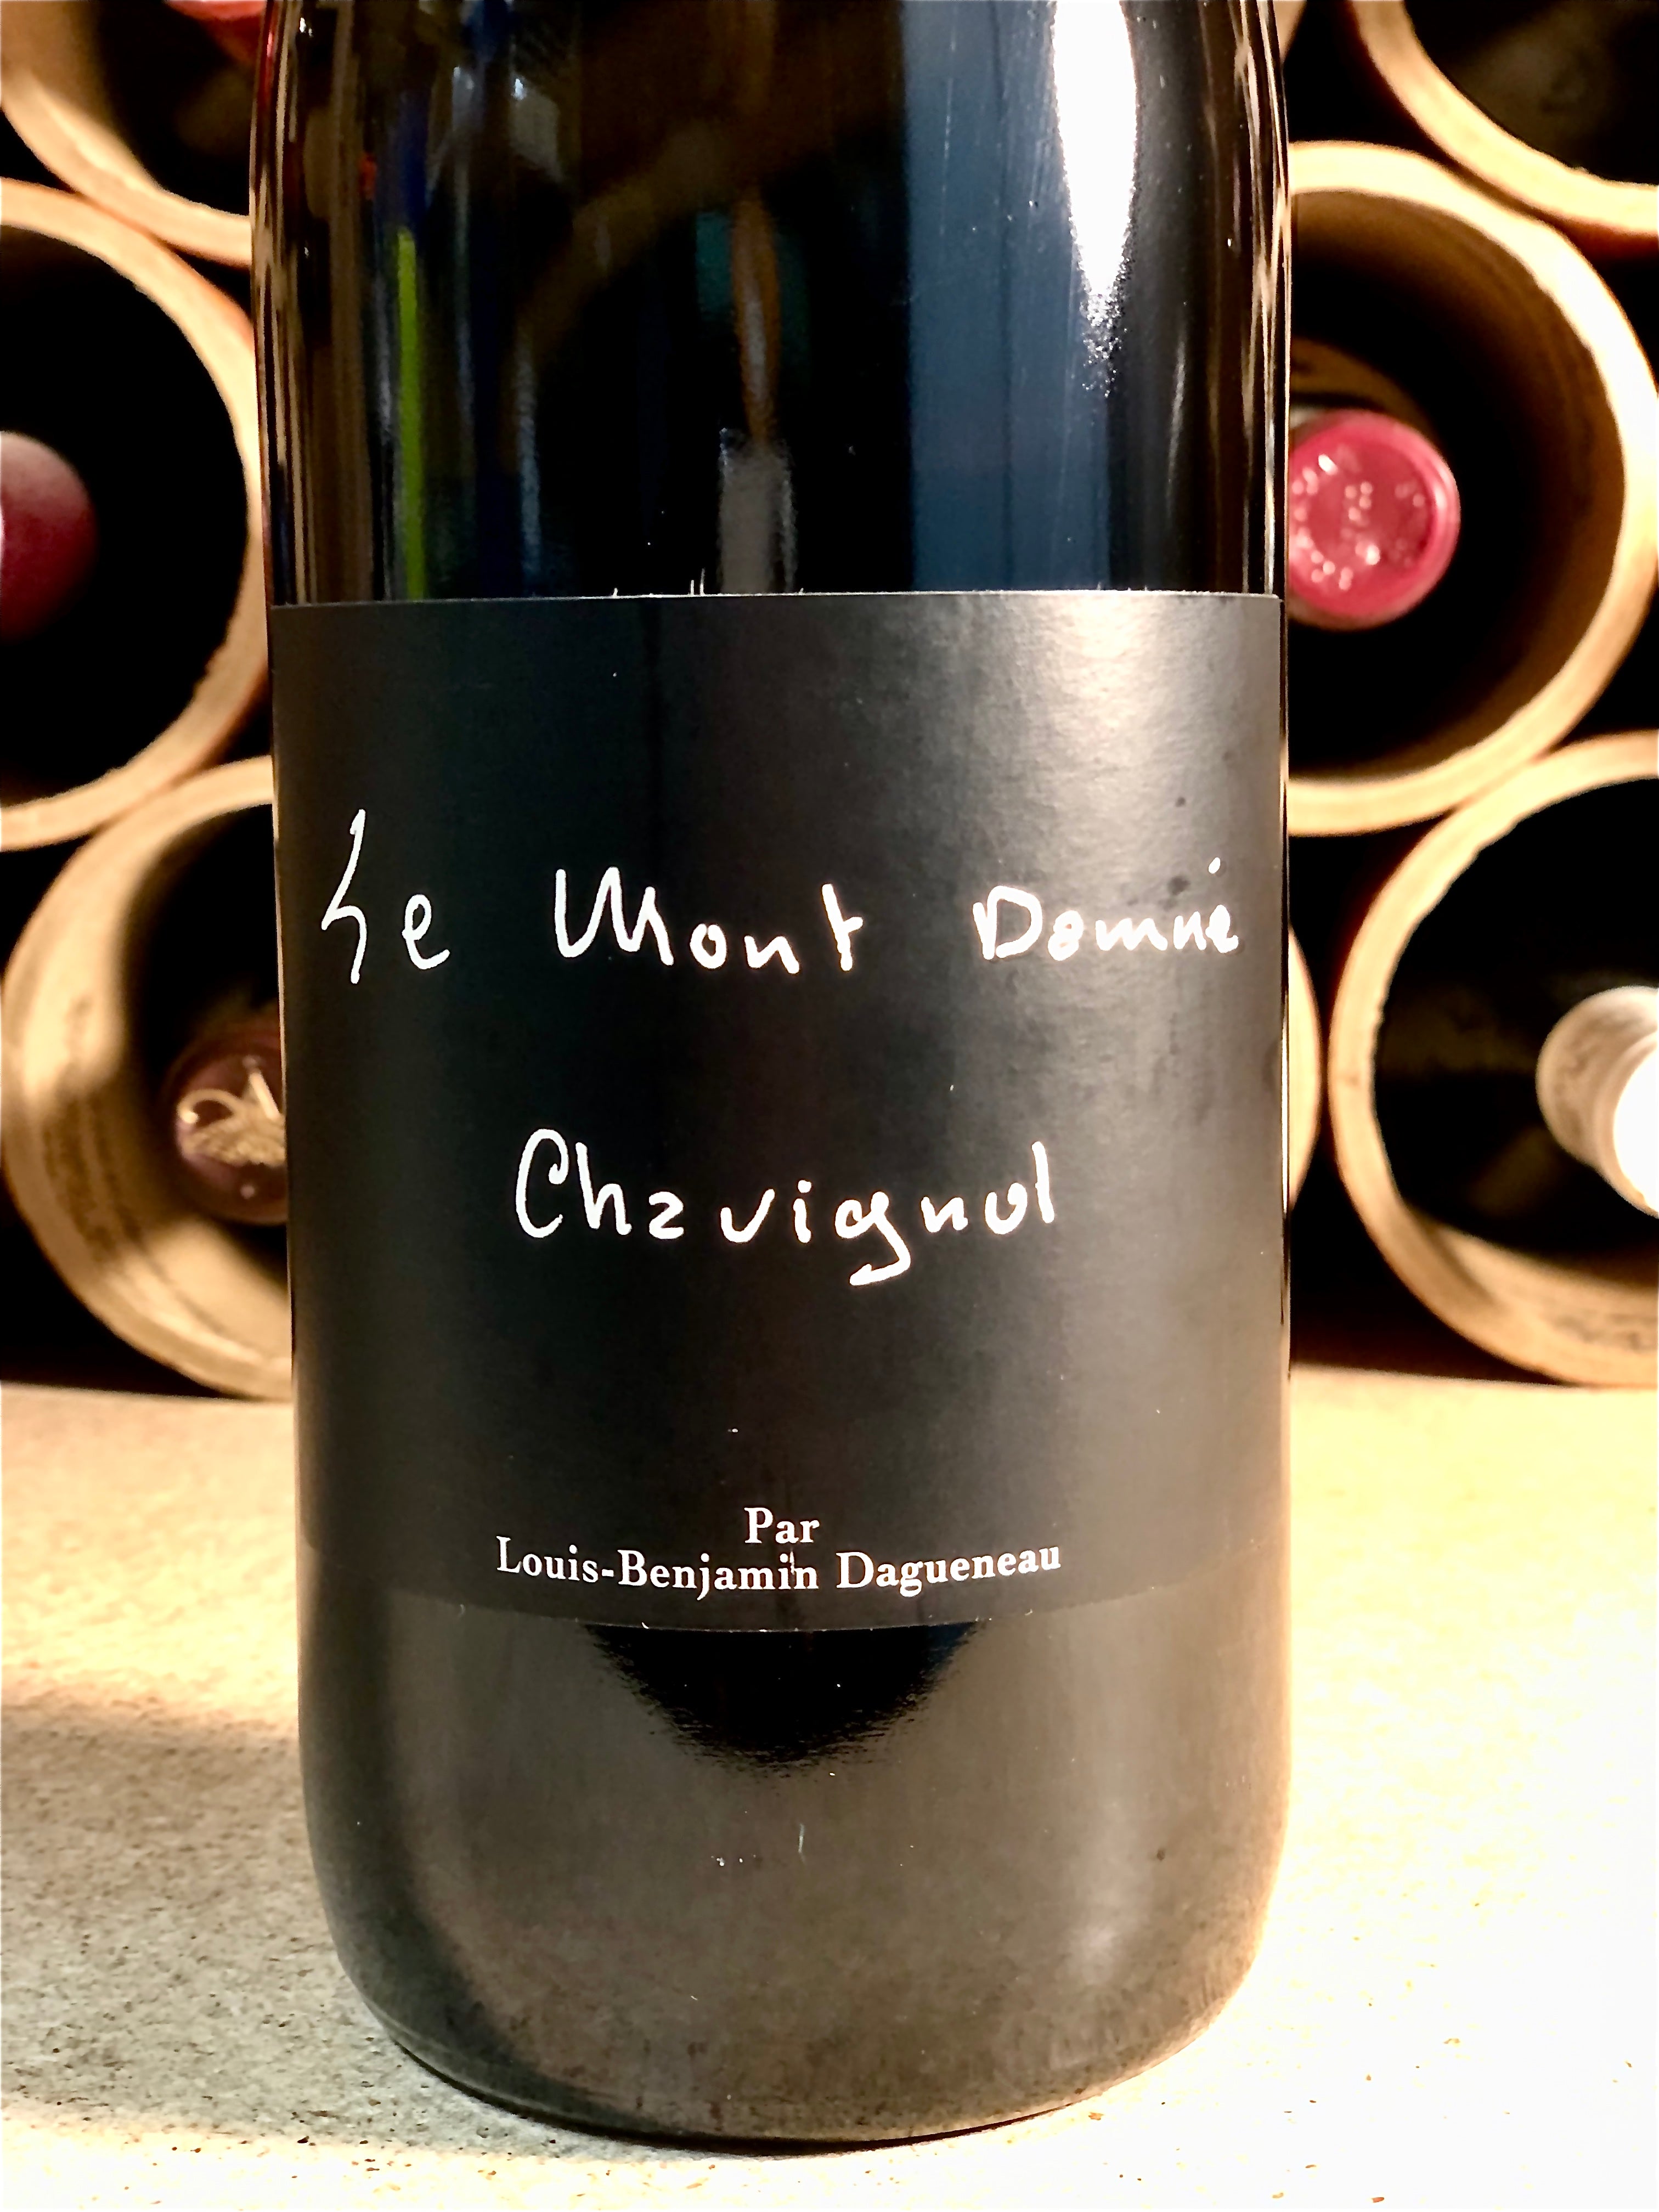 Le Mont Damné
Chavignol
Par
Louis-Benjamin Dagueneau